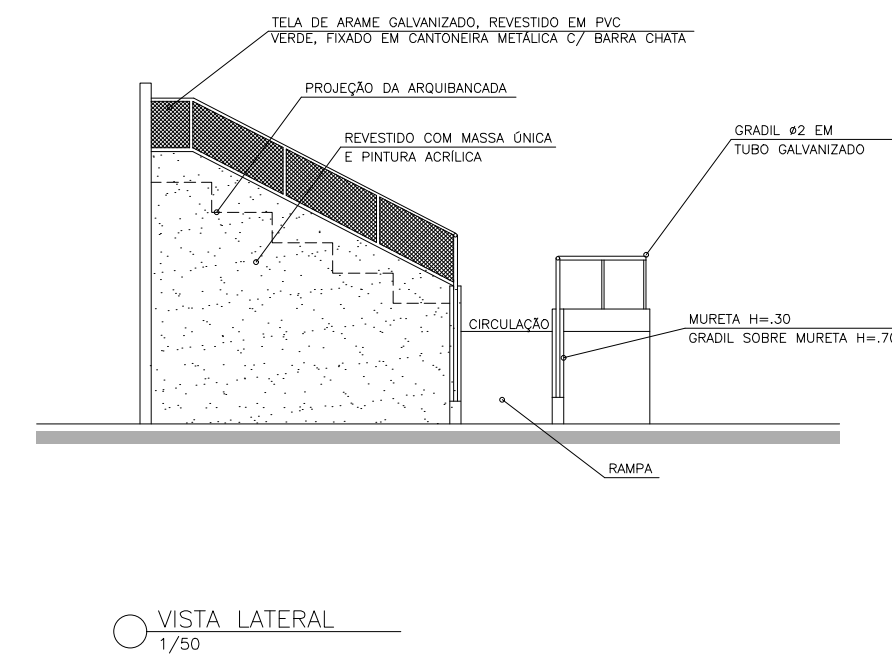 TELA DE ARAME GALVANIZADO, REVESTIDO EM PVC
VERDE, FIXADO EM CANTONEIRA METÁLICA C/ BARRA CHATA
PROJEÇÃO DA ARQUIBANCADA
REVESTIDO COM MASSA ÚNICA
E PINTURA ACRÍLICA
GRADIL ø2 EM
TUBO GALVANIZADO
CIRCULAÇÃO
MURETA H=.30
GRADIL SOBRE MURETA H=.70
RAMPA
VISTA LATERAL
1/50